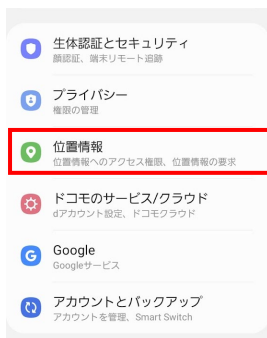 生体認証とセキュリティ
顔認証、端末リモート追跡
プライバシー
権限の管理
位置情報
位置情報へのアクセス権限、位置情報の要求
ドコモのサービス/クラウド
dアカウント設定、ドコモクラウド
Google
Googleサービス
アカウントとバックアップ
アカウントを管理、Smart Switch